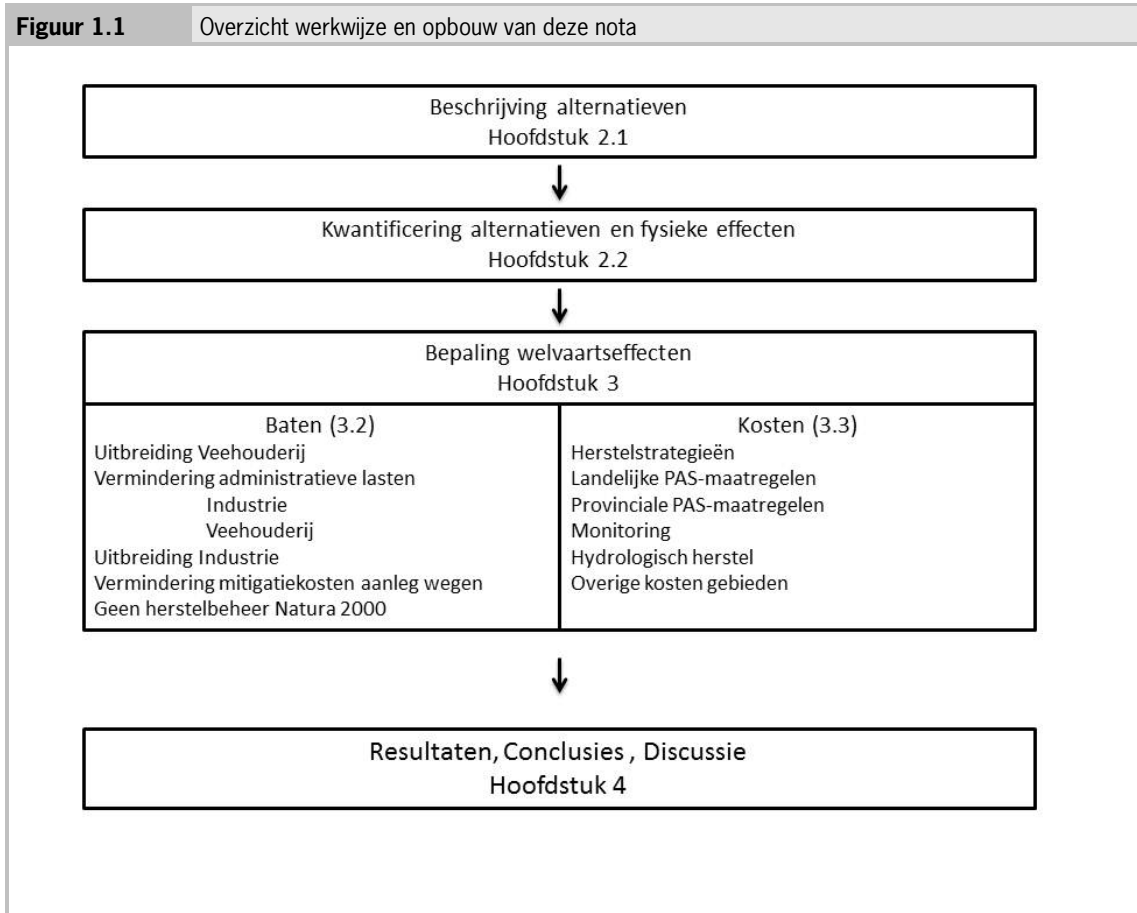 Figuur 1.1 Overzicht werkwijze en opbouw van deze nota
Beschrijving alternatieven
Hoofdstuk 2.1
Kwantificering alternatieven en fysieke effecten
Hoofdstuk 2.2
Bepaling welvaartseffecten
Hoofdstuk 3
Baten (3.2)
Uitbreiding Veehouderij
Vermindering administratieve lasten
Industrie
Veehouderij
Uitbreiding Industrie
Vermindering mitigatiekosten aanleg wegen
Geen herstelbeheer Natura 2000
Kosten (3.3)
Herstelstrategieën
Landelijke PAS-maatregelen
Provinciale PAS-maatregelen
Monitoring
Hydrologisch herstel
Overige kosten gebieden
Resultaten, Conclusies , Discussie
Hoofdstuk 4